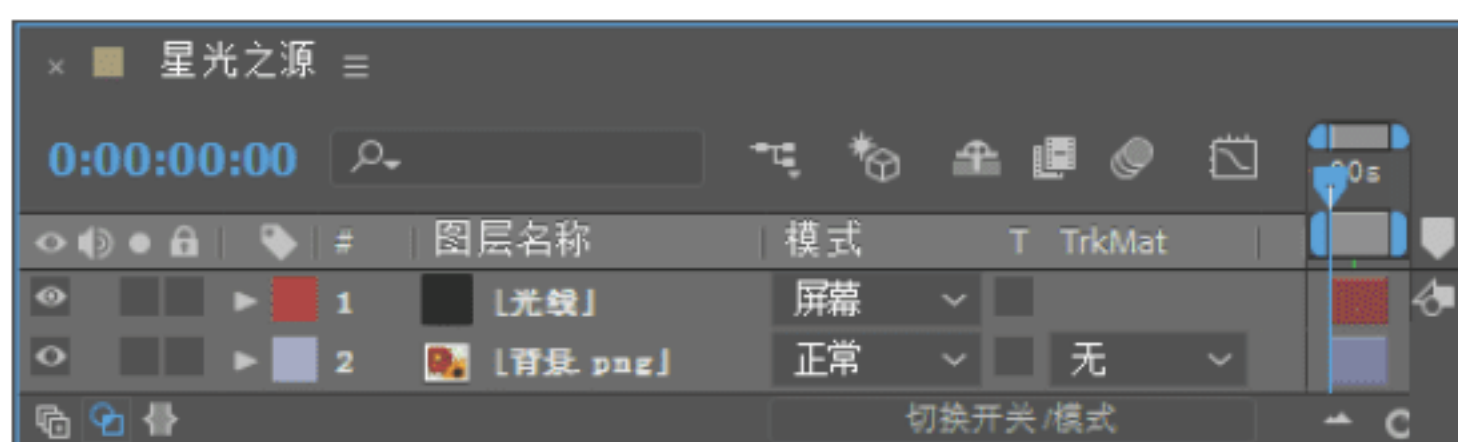 × 星光之源
0:00:00:00
00s
# 图层名称 模式 T TrkMat
1 [光线] 屏幕
2 [背景.png] 正常 无
切换开关/模式